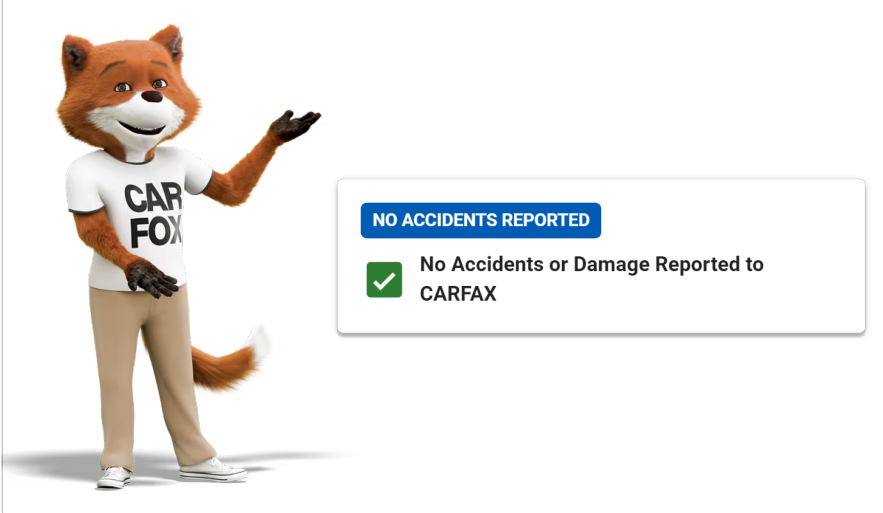 CAR
FOX
NO ACCIDENTS REPORTED
No Accidents or Damage Reported to
CARFAX